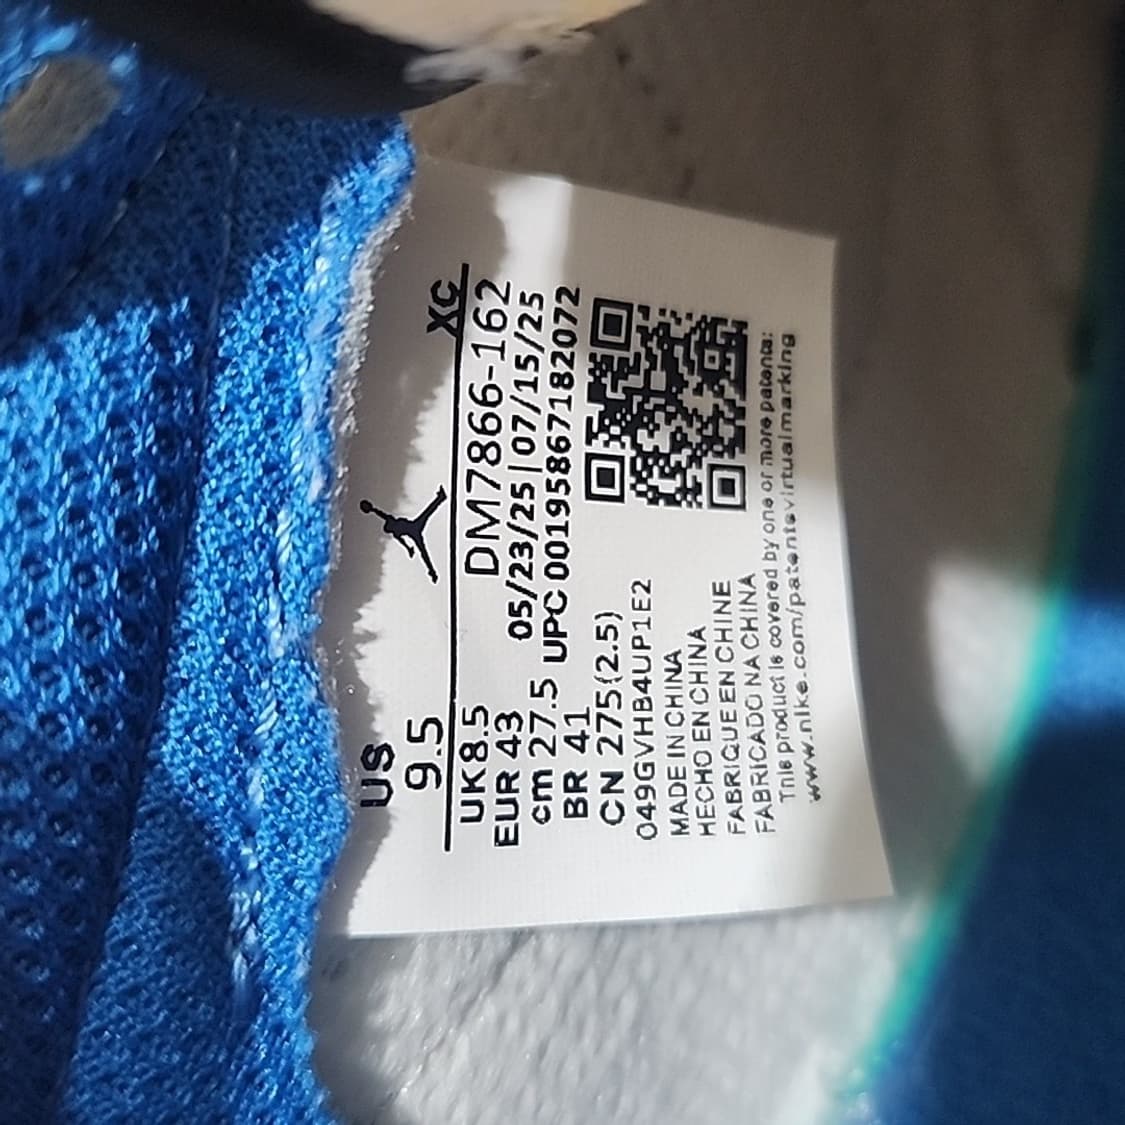 US
9.5
XC
UK8.5 DM7866-162
EUR 43 05/23/25|07/15/25
cm 27.5 UPC 00195867182072
BR 41
CN 275(2.5)
049GVHB4UP1E2
MADE IN CHINA
HECHO EN CHINA
FABRIQUE EN CHINE
FABRICADO NA CHINA
This product is covered by one or more patents:
www.nike.com/patentsvirtualmarking